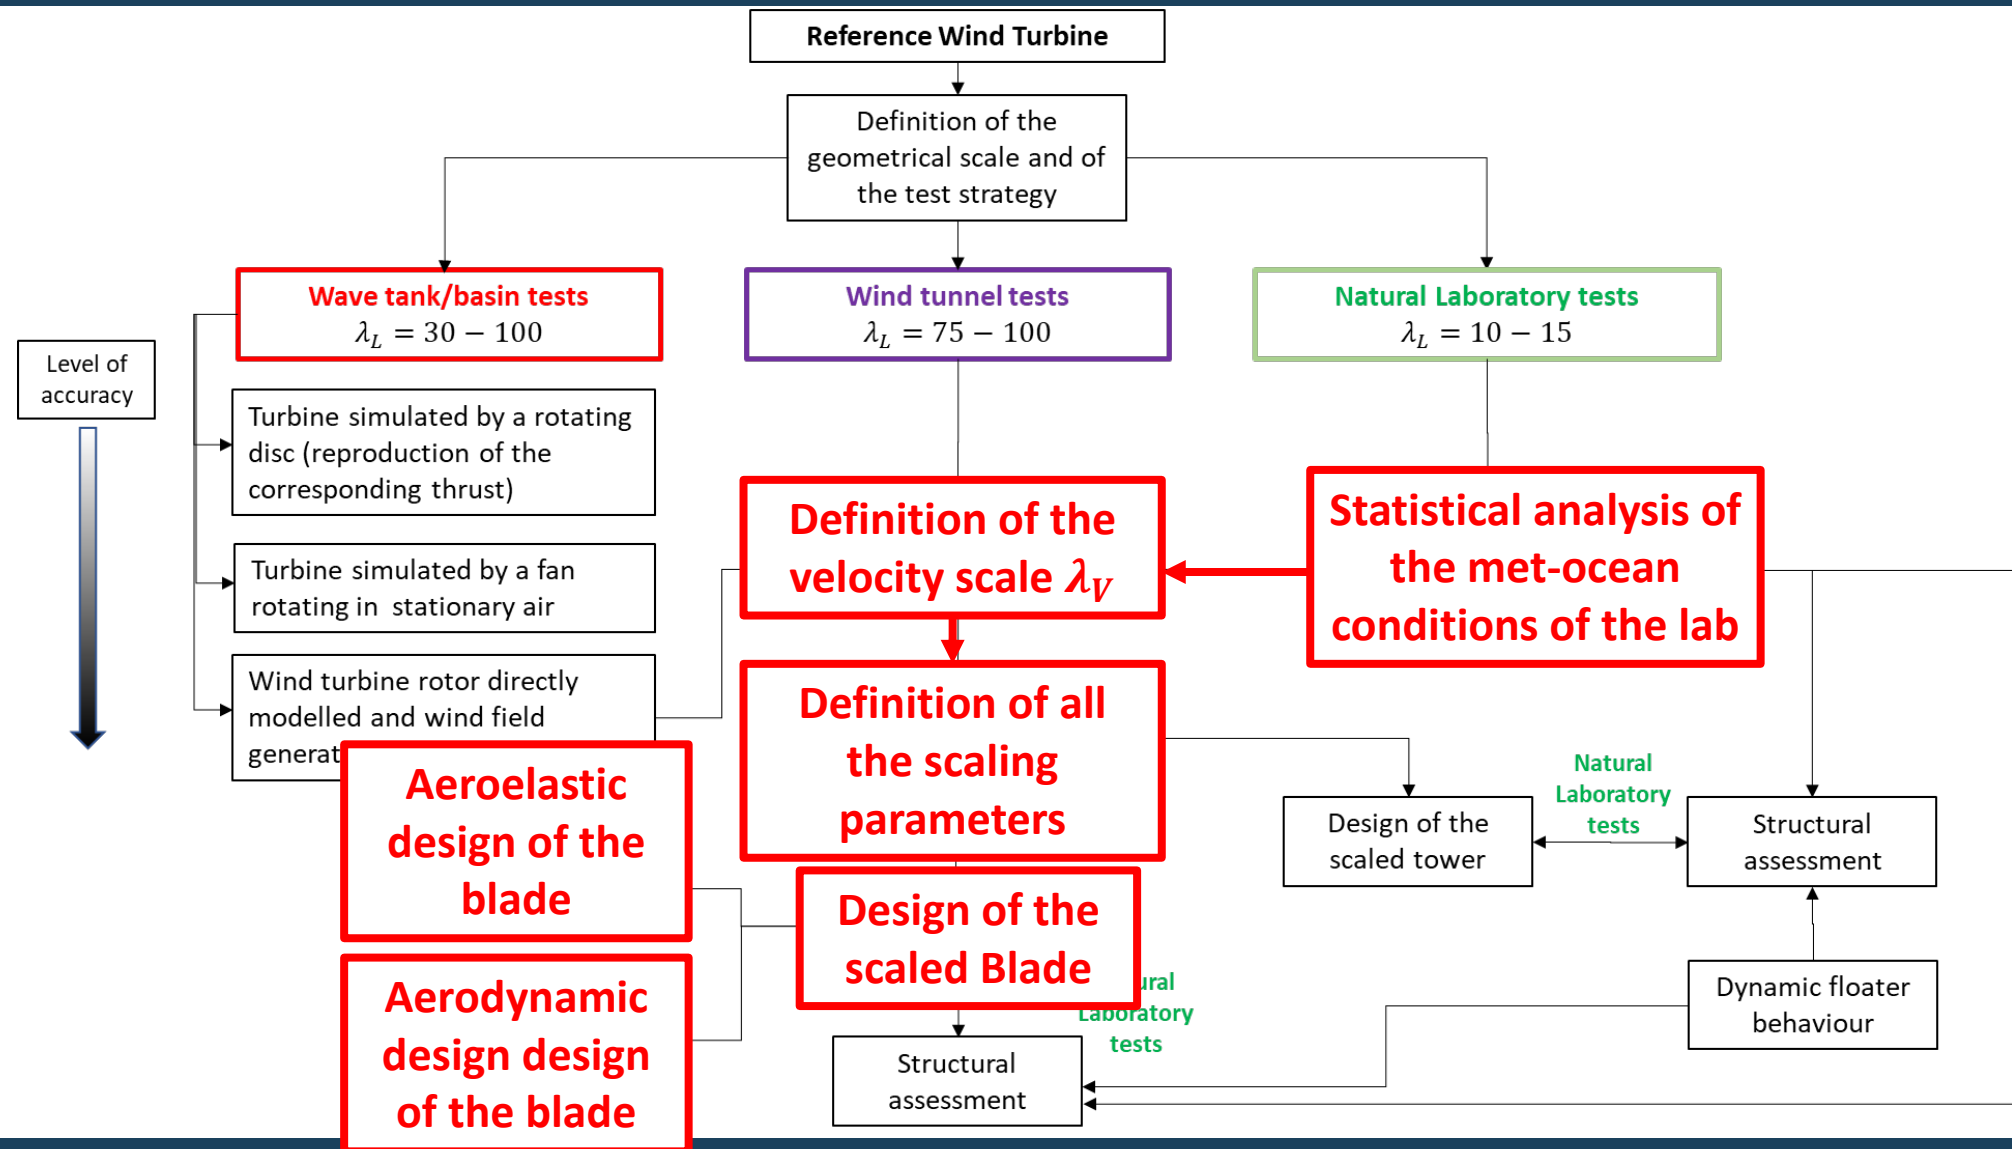 Reference Wind Turbine
Definition of the
geometrical scale and of
the test strategy
Wave tank/basin tests
λ_L = 30 − 100
Wind tunnel tests
λ_L = 75 − 100
Natural Laboratory tests
λ_L = 10 − 15
Level of
accuracy
Turbine simulated by a rotating
disc (reproduction of the
corresponding thrust)
Turbine simulated by a fan
rotating in stationary air
Wind turbine rotor directly
modelled and wind field
Definition of the
velocity scale λ_V
Statistical analysis of
the met-ocean
conditions of the lab
Definition of all
the scaling
parameters
Aeroelastic
design of the
blade
Design of the
scaled Blade
Aerodynamic
design design
of the blade
Design of the
scaled tower
Natural
Laboratory
tests
Structural
assessment
Dynamic floater
behaviour
Laboratory
tests
Structural
assessment